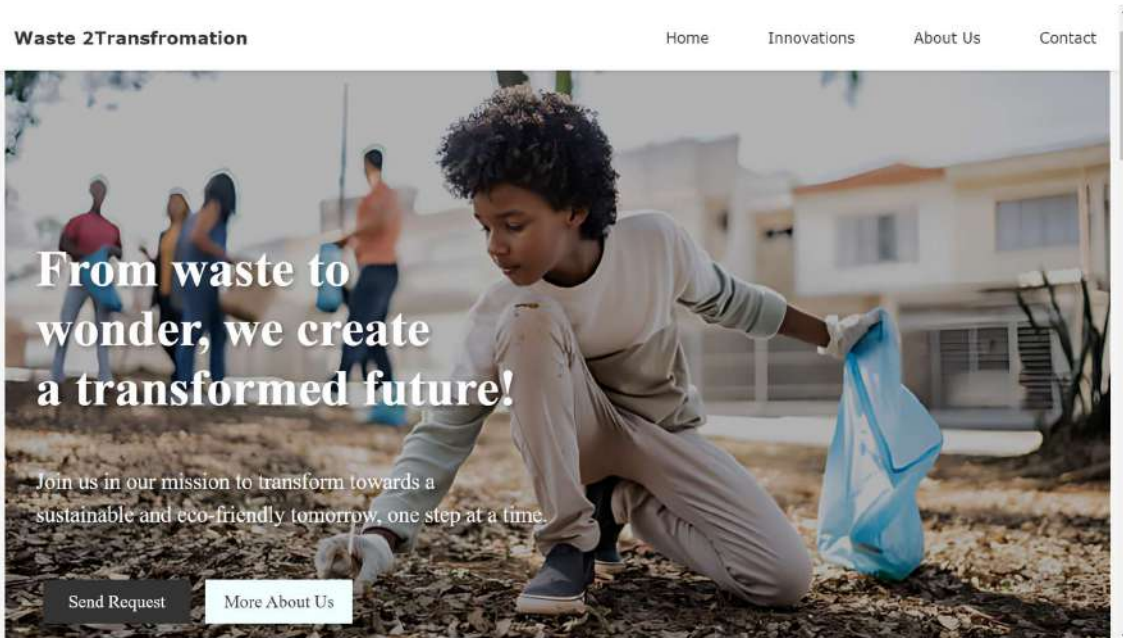 Waste 2Transfromation
Home Innovations About Us Contact
From waste to
wonder, we create
a transformed future!
Join us in our mission to transform towards a
sustainable and eco-friendly tomorrow, one step at a time.
Send Request More About Us